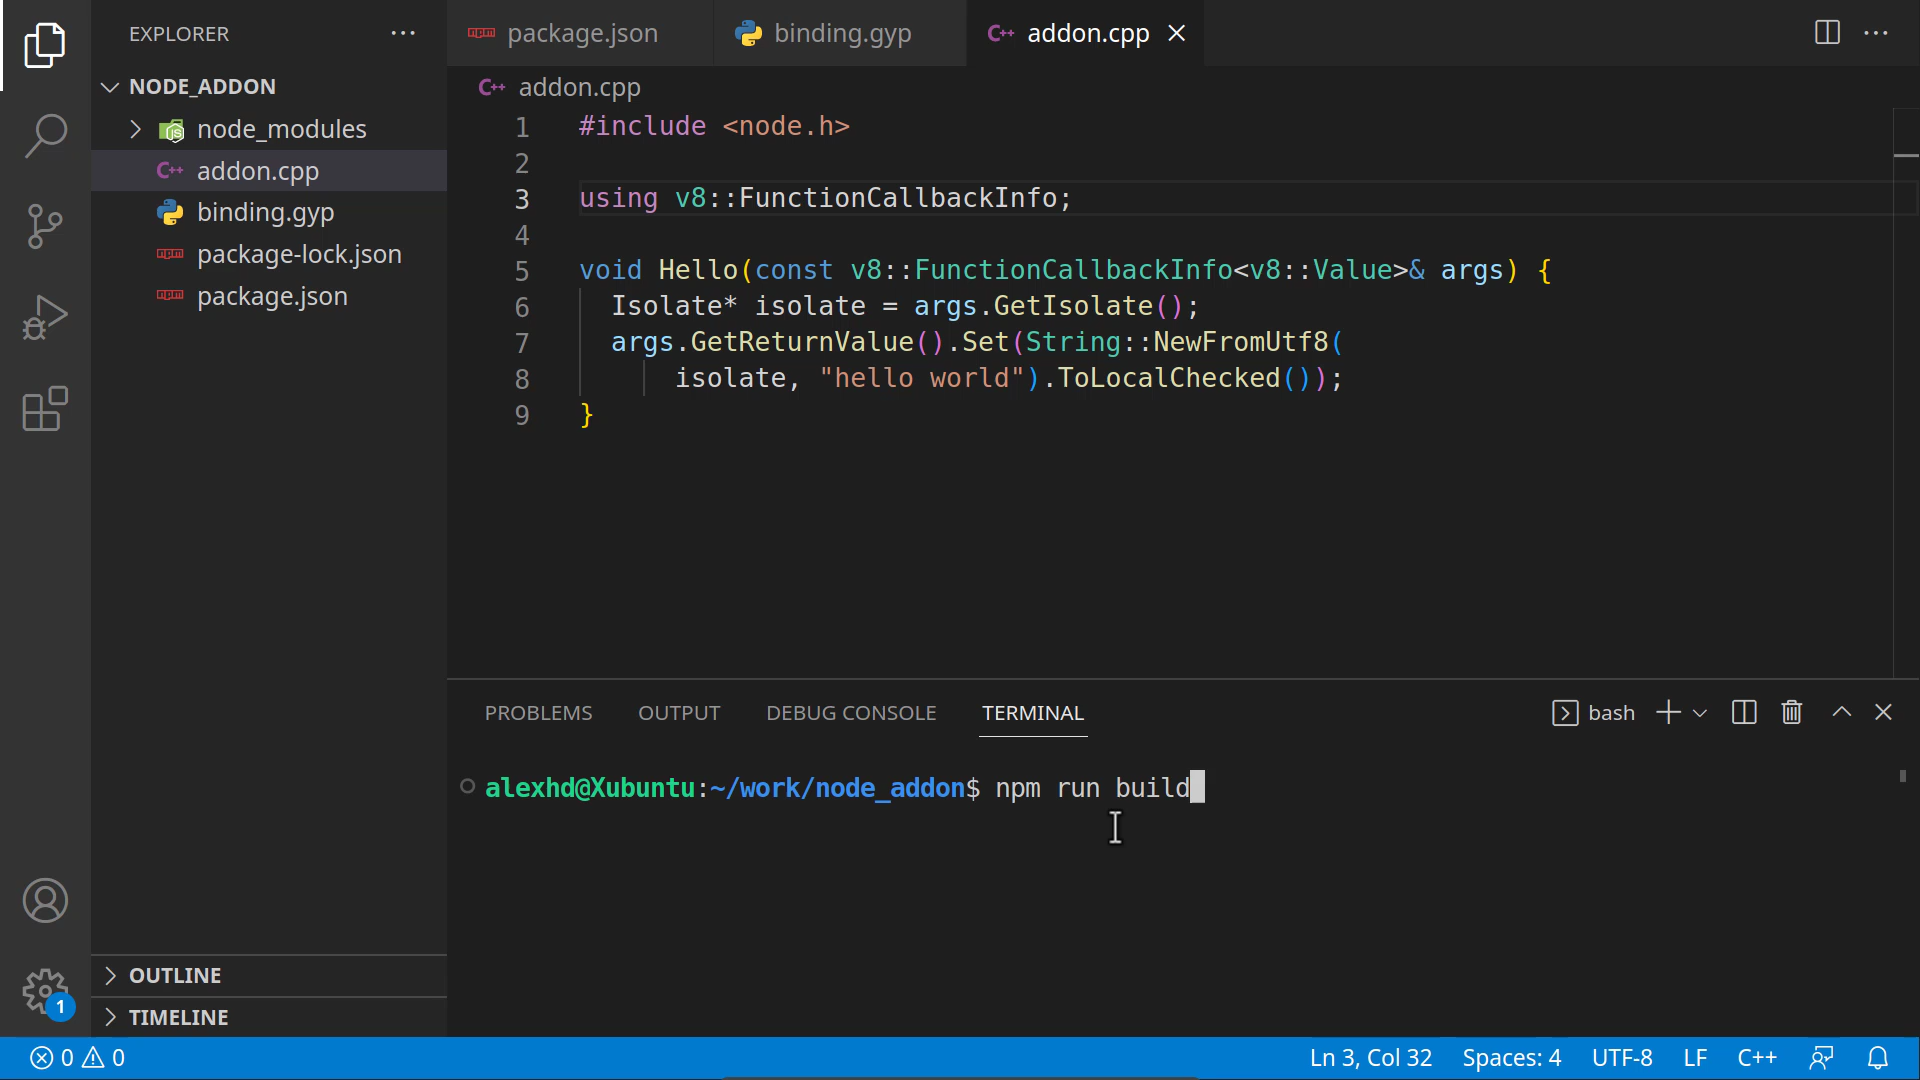 EXPLORER
NODE_ADDON
node_modules
addon.cpp
binding.gyp
package-lock.json
package.json
OUTLINE
TIMELINE
package.json binding.gyp addon.cpp
addon.cpp
1 #include <node.h>
2
3 using v8::FunctionCallbackInfo;
4
5 void Hello(const v8::FunctionCallbackInfo<v8::Value>& args) {
6 Isolate* isolate = args.GetIsolate();
7 args.GetReturnValue().Set(String::NewFromUtf8(
8 isolate, "hello world").ToLocalChecked());
9 }
PROBLEMS OUTPUT DEBUG CONSOLE TERMINAL bash
alexhd@Xubuntu:~/work/node_addon$ npm run build
1
0 0 Ln 3, Col 32 Spaces: 4 UTF-8 LF C++